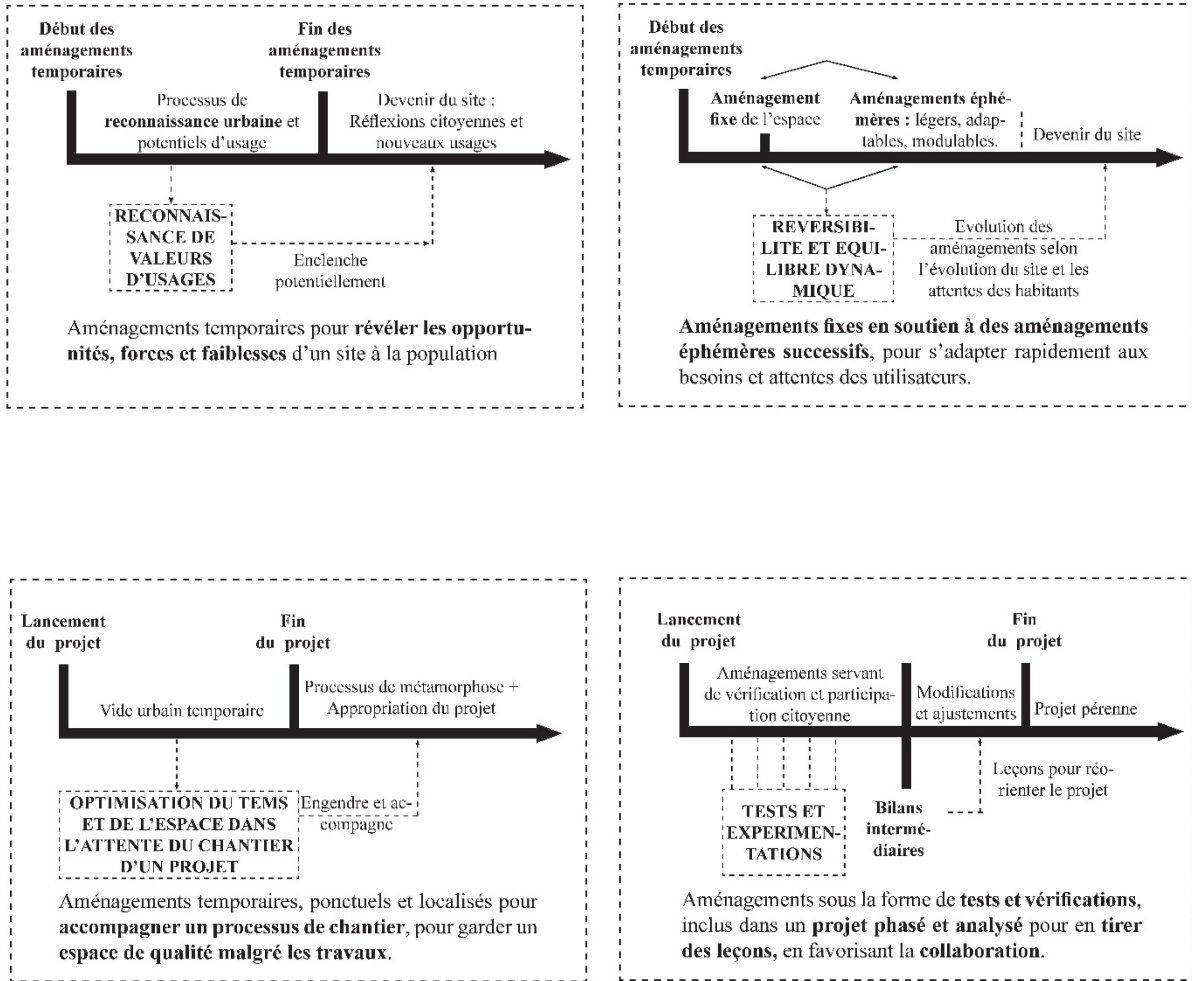 Début des
aménagements
temporaires
Fin des
aménagements
temporaires
Processus de
reconnaissance urbaine et
potentiels d'usage
Devenir du site :
Réflexions citoyennes et
nouveaux usages
RECONNAIS-
SANCE DE
VALEURS
D'USAGES
Enclenche
potentiellement
Aménagements temporaires pour révéler les opportu-
nités, forces et faiblesses d'un site à la population
Début des
aménagements
temporaires
Aménagement
fixe de l'espace
Aménagements éphé-
mères : légers, adap-
tables, modulables.
Devenir du site
REVERSIBI-
LITE ET EQUI-
LIBRE DYNA-
MIQUE
Evolution des
aménagements selon
l'évolution du site et les
attentes des habitants
Aménagements fixes en soutien à des aménagements
éphémères successifs, pour s'adapter rapidement aux
besoins et attentes des utilisateurs.
Lancement
du projet
Fin
du projet
Vide urbain temporaire
Processus de métamorphose +
Appropriation du projet
OPTIMISATION DU TEMS
ET DE L'ESPACE DANS
L'ATTENTE DU CHANTIER
D'UN PROJET
Engendre et ac-
compagne
Aménagements temporaires, ponctuels et localisés pour
accompagner un processus de chantier, pour garder un
espace de qualité malgré les travaux.
Lancement
du projet
Fin
du projet
Aménagements servant
de vérification et participa-
tion citoyenne
Modifications
et ajustements
Projet pérenne
TESTS ET
EXPERIMEN-
TATIONS
Bilans
intermé-
diaires
Leçons pour réo-
rienter le projet
Aménagements sous la forme de tests et vérifications,
inclus dans un projet phasé et analysé pour en tirer
des leçons, en favorisant la collaboration.